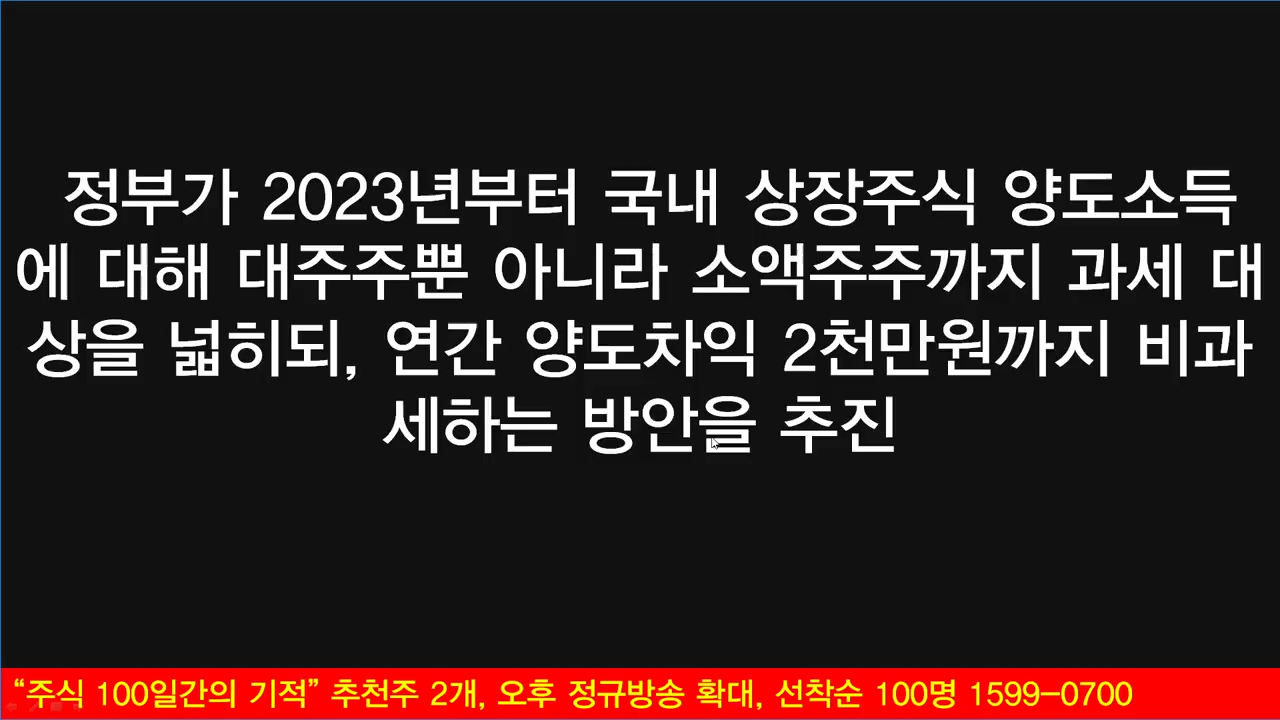 정부가 2023년부터 국내 상장주식 양도소득
에 대해 대주주뿐 아니라 소액주주까지 과세 대
상을 넓히되, 연간 양도차익 2천만원까지 비과
세하는 방안을 추진
“주식 100일간의 기적” 추천주 2개, 오후 정규방송 확대, 선착순 100명 1599-0700